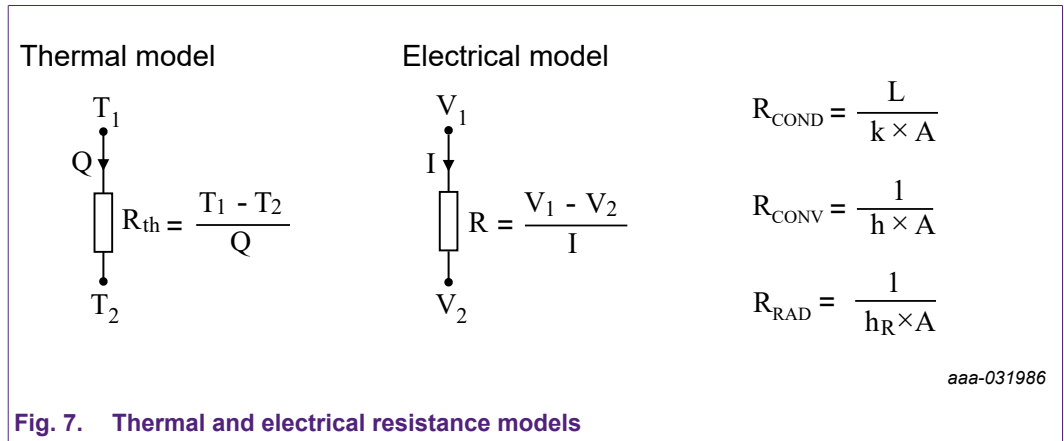 Thermal model
T1
Q
Rth = T1 - T2
Q
T2
Electrical model
V1
I
R = V1 - V2
I
V2
RCOND = L
k × A
RCONV = 1
h × A
RRAD = 1
hR×A
aaa-031986
Fig. 7. Thermal and electrical resistance models